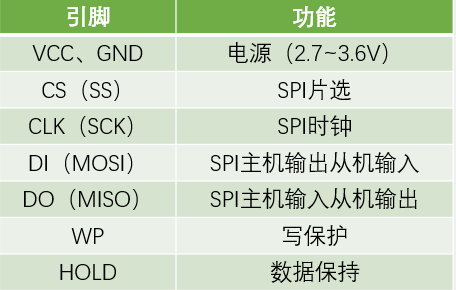 引脚 功能
VCC、GND 电源（2.7~3.6V）
CS（SS） SPI片选
CLK（SCK） SPI时钟
DI（MOSI） SPI主机输出从机输入
DO（MISO） SPI主机输入从机输出
WP 写保护
HOLD 数据保持